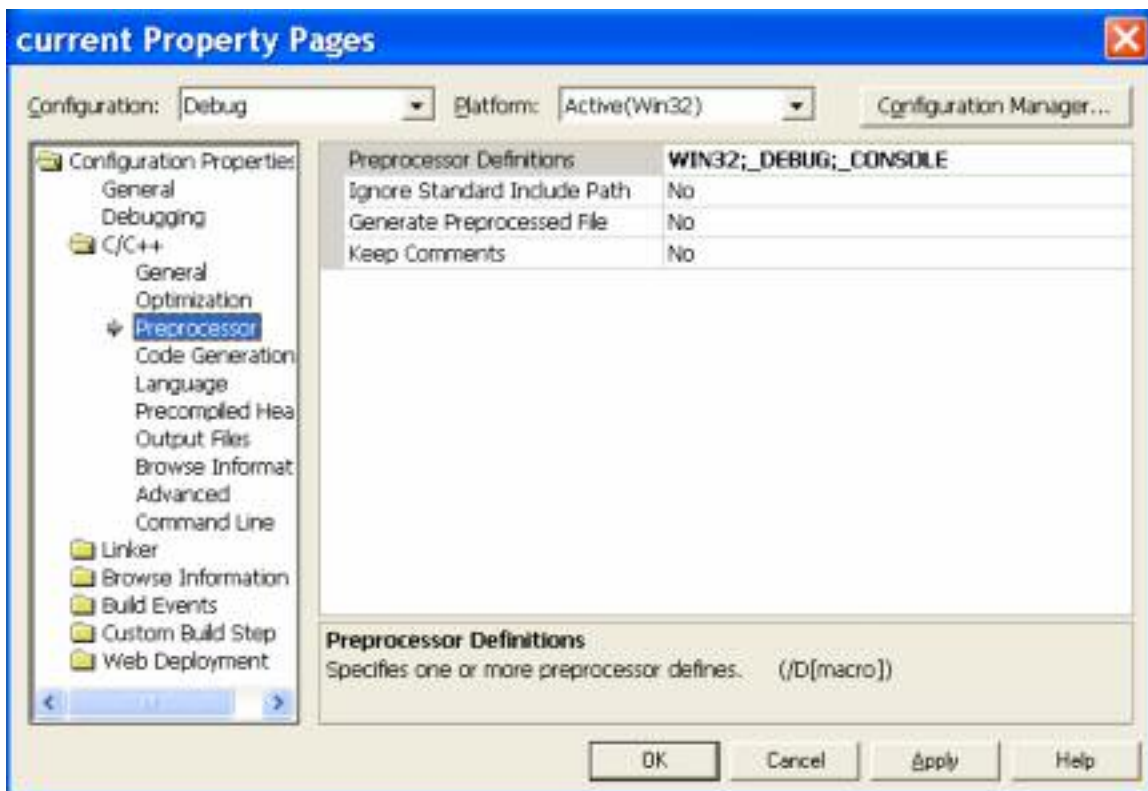 current Property Pages
Configuration: Debug Platform: Active(Win32) Configuration Manager...
Configuration Properties
General
Debugging
C/C++
General
Optimization
Preprocessor
Code Generation
Language
Precompiled Hea
Output Files
Browse Informat
Advanced
Command Line
Linker
Browse Information
Build Events
Custom Build Step
Web Deployment
Preprocessor Definitions WIN32;_DEBUG;_CONSOLE
Ignore Standard Include Path No
Generate Preprocessed File No
Keep Comments No
Preprocessor Definitions
Specifies one or more preprocessor defines. (/D[macro])
OK Cancel Apply Help